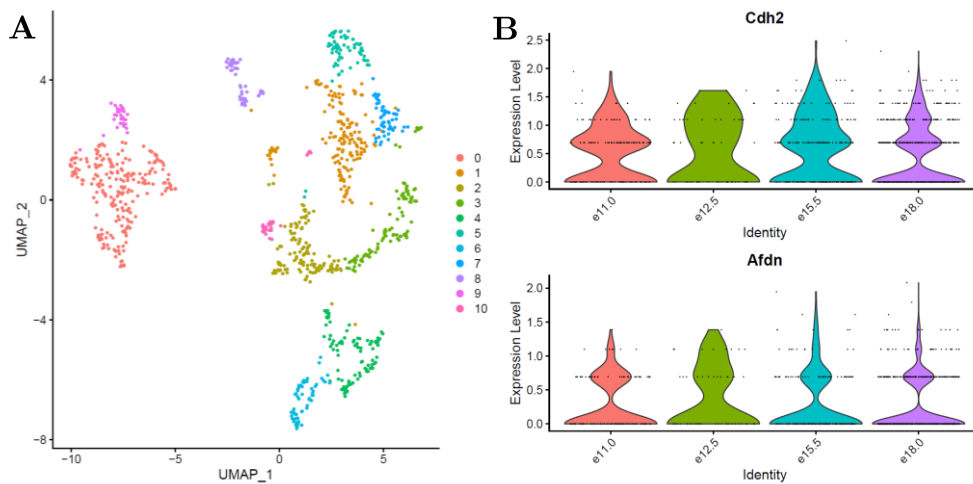 A
B
Cdh2
UMAP_2
4
0
−4
−8
−10
−5
0
5
UMAP_1
0
1
2
3
4
5
6
7
8
9
10
Expression Level
2.5
2.0
1.5
1.0
0.5
0.0
e11.0
e12.5
e15.5
e18.0
Identity
Afdn
Expression Level
2.0
1.5
1.0
0.5
0.0
e11.0
e12.5
e15.5
e18.0
Identity